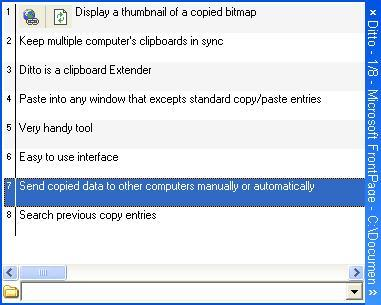 1 Display a thumbnail of a copied bitmap
2 Keep multiple computer's clipboards in sync
3 Ditto is a clipboard Extender
4 Paste into any window that excepts standard copy/paste entries
5 Very handy tool
6 Easy to use interface
7 Send copied data to other computers manually or automatically
8 Search previous copy entries
Ditto - 1/8 - Microsoft FrontPage - C:\Documen